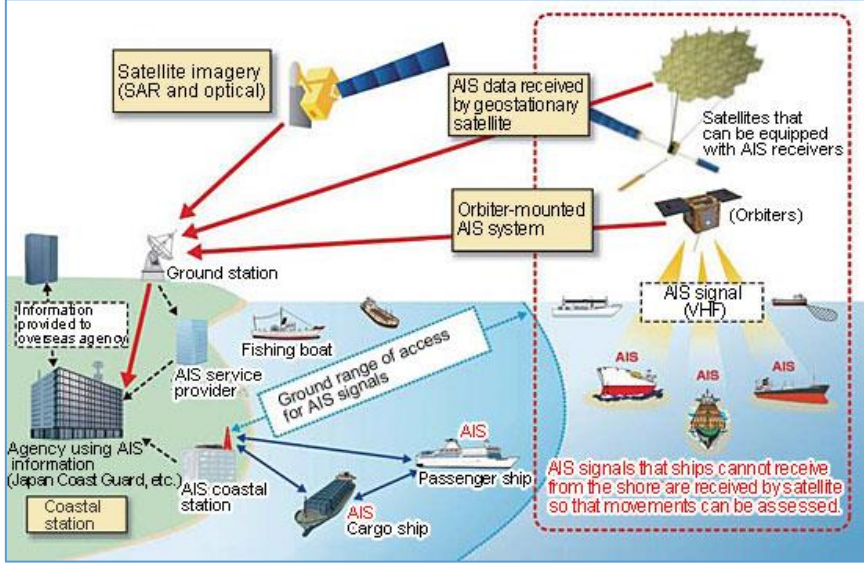 Satellite imagery
(SAR and optical)
AIS data received
by geostationary
satellite
Satellites that
can be equipped
with AIS receivers
Orbiter-mounted
AIS system
(Orbiters)
Ground station
AIS signal
(VHF)
Information
provided to
overseas agency
AIS service
provider
Fishing boat
Ground range of access
for AIS signals
AIS
AIS
AIS
Agency using AIS
information
(Japan Coast Guard, etc.)
Coastal
station
AIS coastal
station
AIS
Passenger ship
AIS
Cargo ship
AIS signals that ships cannot receive
from the shore are received by satellite
so that movements can be assessed.